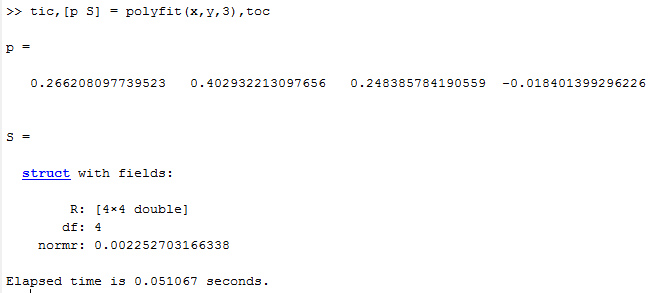 >> tic,[p S] = polyfit(x,y,3),toc
p =
0.266208097739523 0.402932213097656 0.248385784190559 -0.018401399296226
S =
struct with fields:
R: [4×4 double]
df: 4
normr: 0.002252703166338
Elapsed time is 0.051067 seconds.